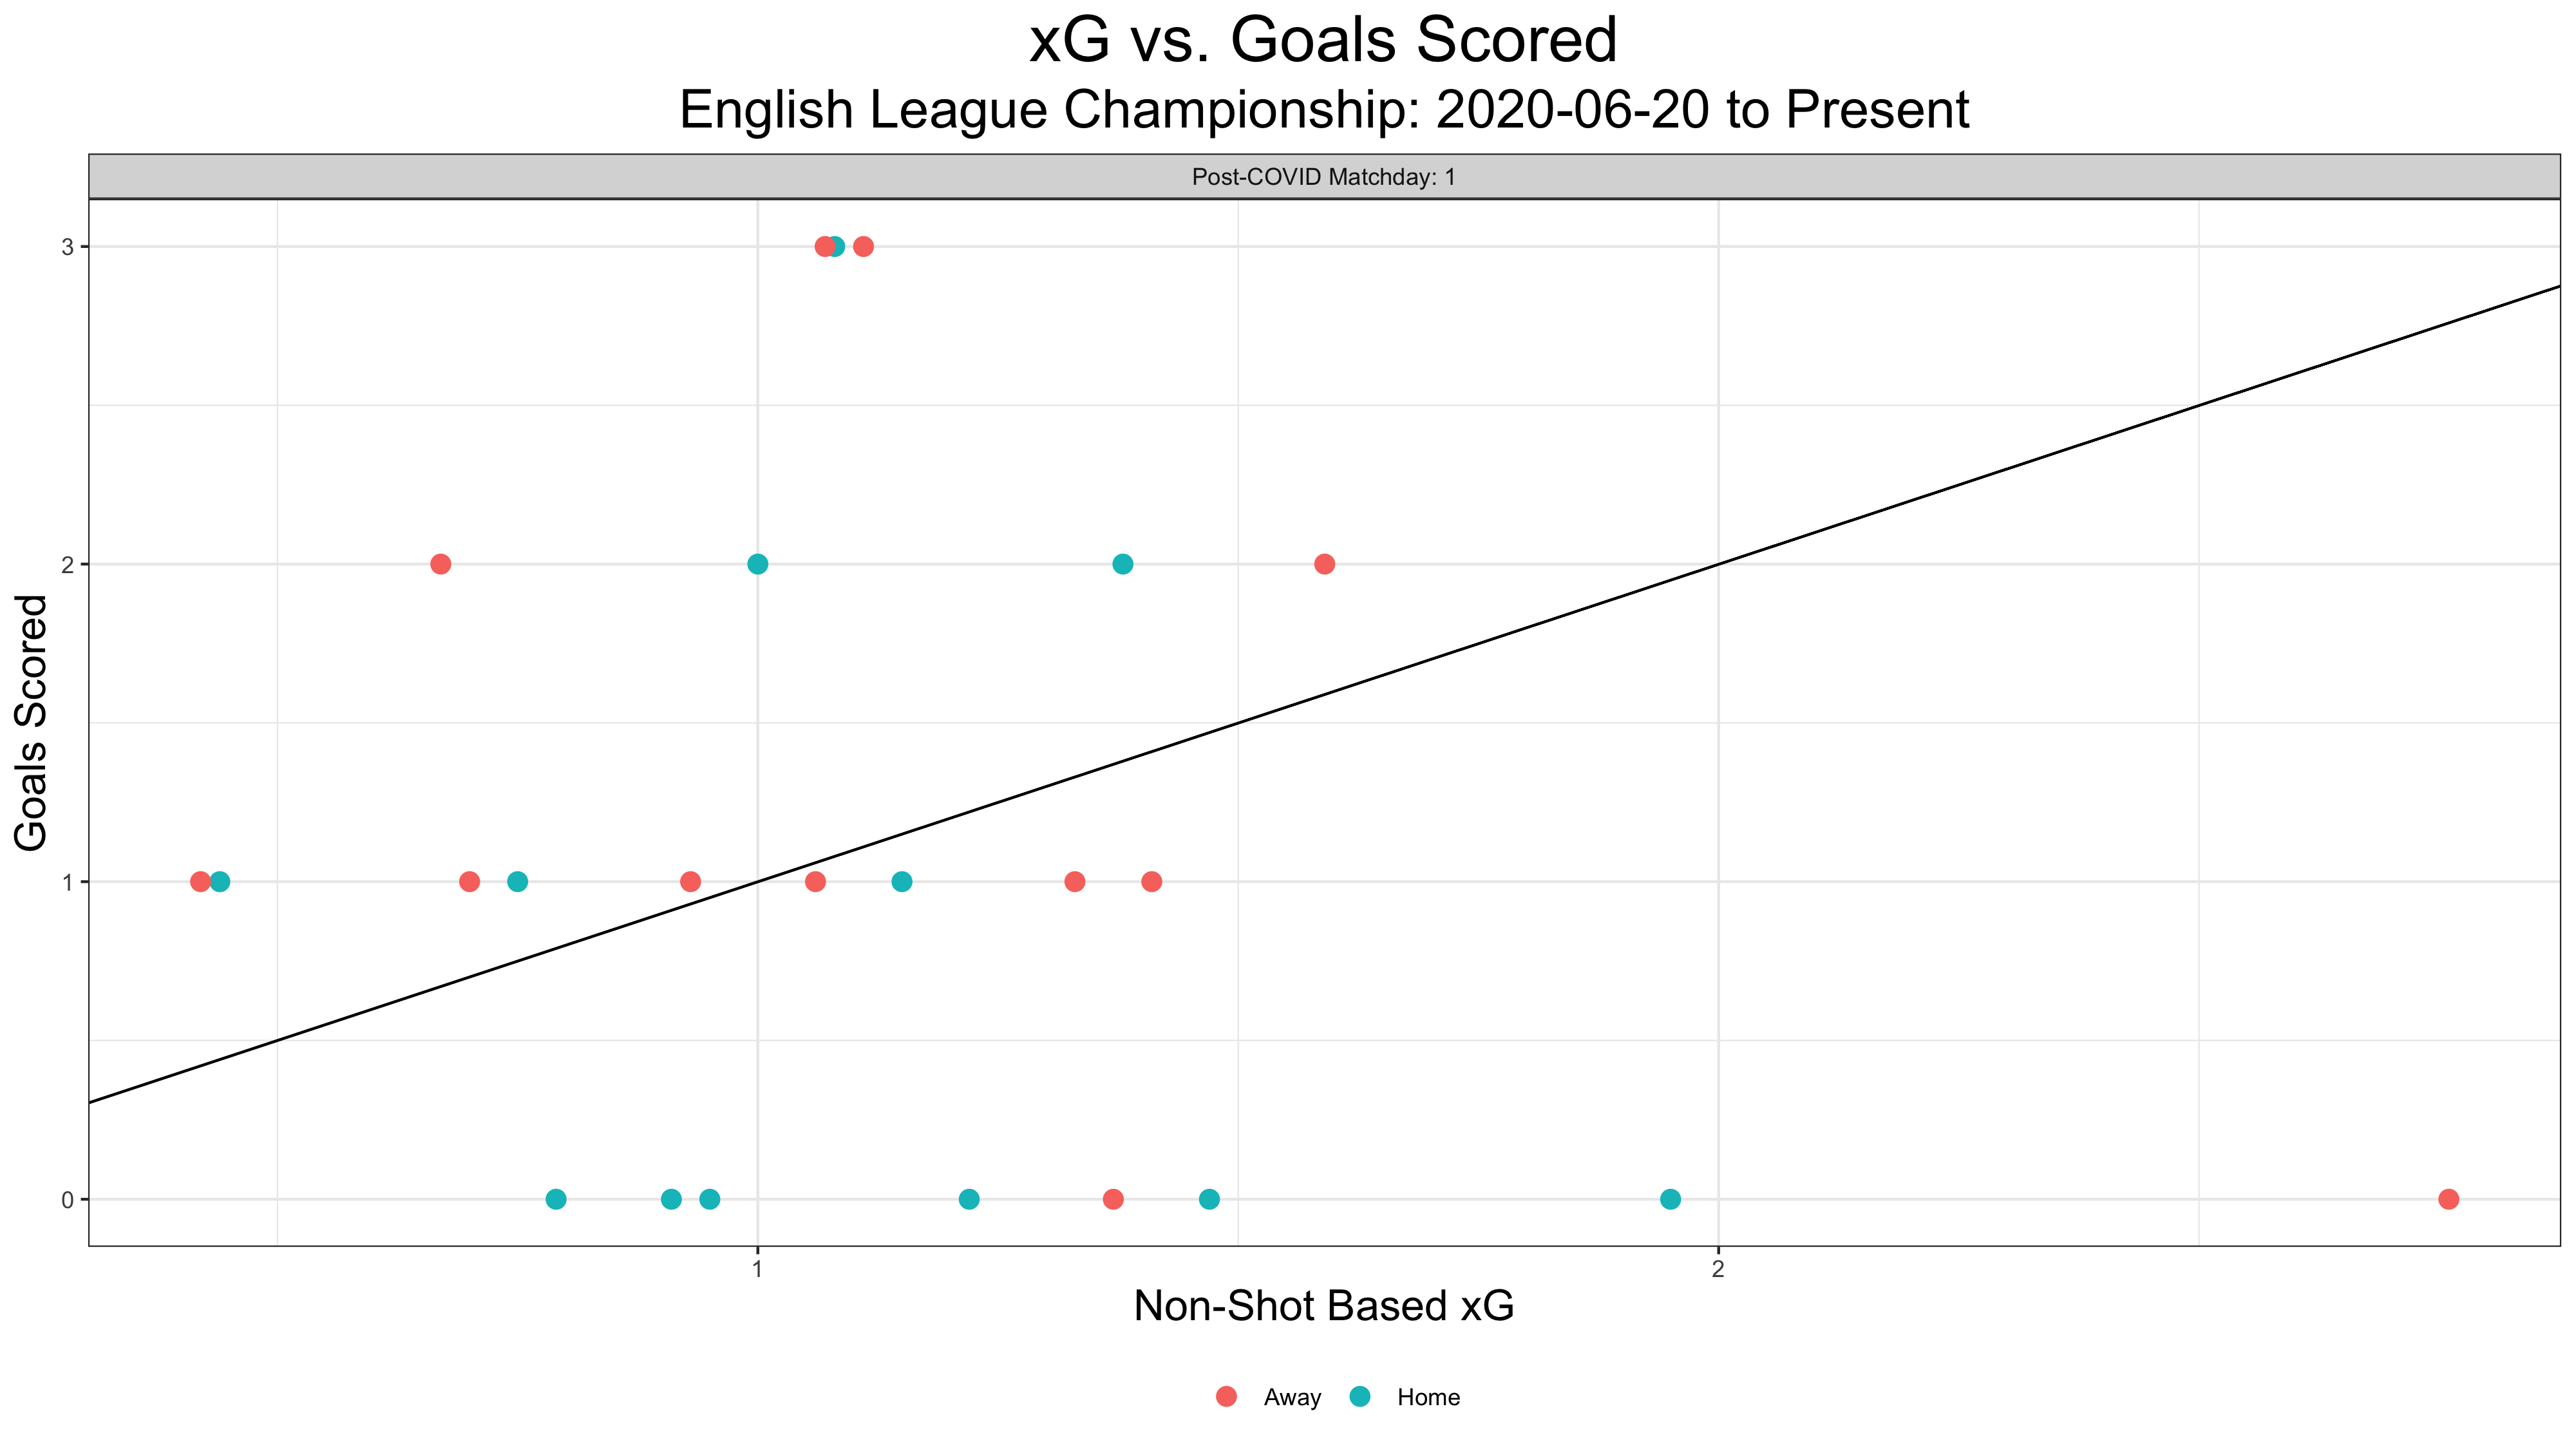 xG vs. Goals Scored
English League Championship: 2020-06-20 to Present
Post-COVID Matchday: 1
3
2
1
0
Goals Scored
1
2
Non-Shot Based xG
Away
Home